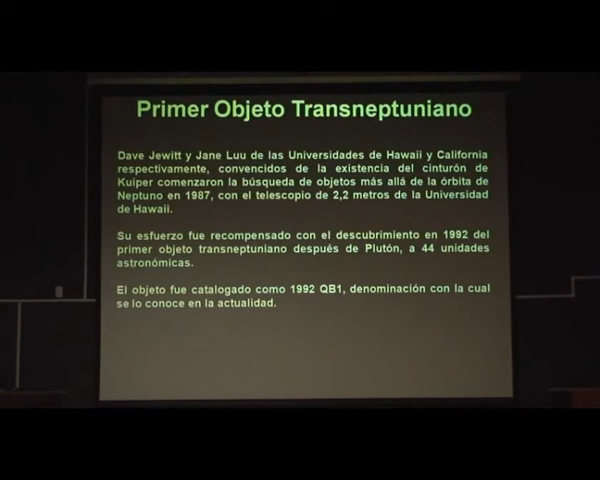 Primer Objeto Transneptuniano
Dave Jewitt y Jane Luu de las Universidades de Hawaii y California
respectivamente, convencidos de la existencia del cinturón de
Kuiper comenzaron la búsqueda de objetos más allá de la órbita de
Neptuno en 1987, con el telescopio de 2,2 metros de la Universidad
de Hawaii.
Su esfuerzo fue recompensado con el descubrimiento en 1992 del
primer objeto transneptuniano después de Plutón, a 44 unidades
astronómicas.
El objeto fue catalogado como 1992 QB1, denominación con la cual
se lo conoce en la actualidad.